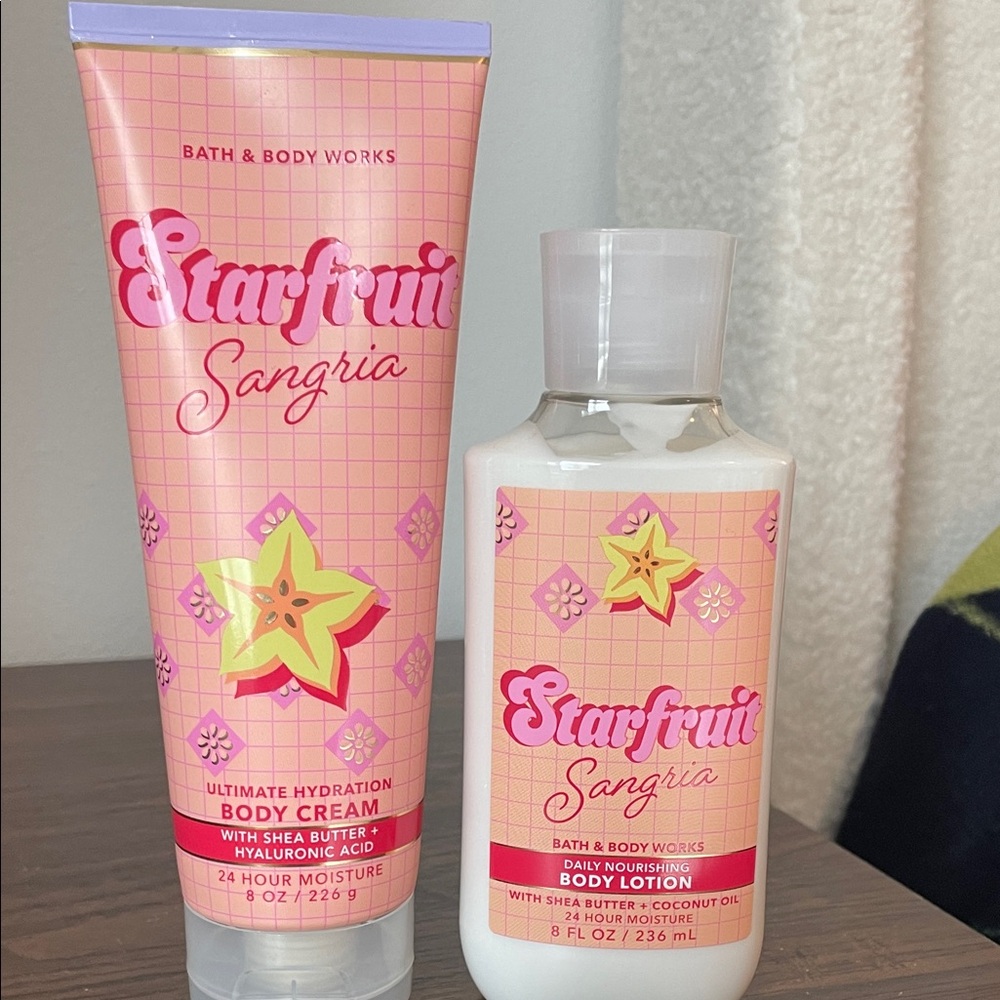 BATH & BODY WORKS
Starfruit
Sangria
ULTIMATE HYDRATION
BODY CREAM
WITH SHEA BUTTER +
HYALURONIC ACID
24 HOUR MOISTURE
8 OZ / 226 g
Starfruit
Sangria
BATH & BODY WORKS
DAILY NOURISHING
BODY LOTION
WITH SHEA BUTTER + COCONUT OIL
24 HOUR MOISTURE
8 FL OZ / 236 mL